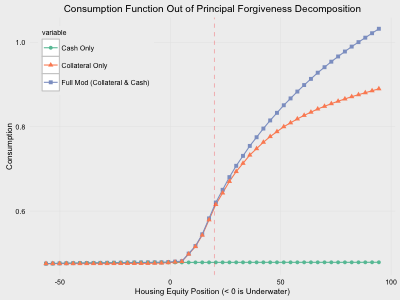 Consumption Function Out of Principal Forgiveness Decomposition
variable
Cash Only
Collateral Only
Full Mod (Collateral & Cash)
Consumption
1.0
0.8
0.6
-50
0
50
100
Housing Equity Position (< 0 is Underwater)